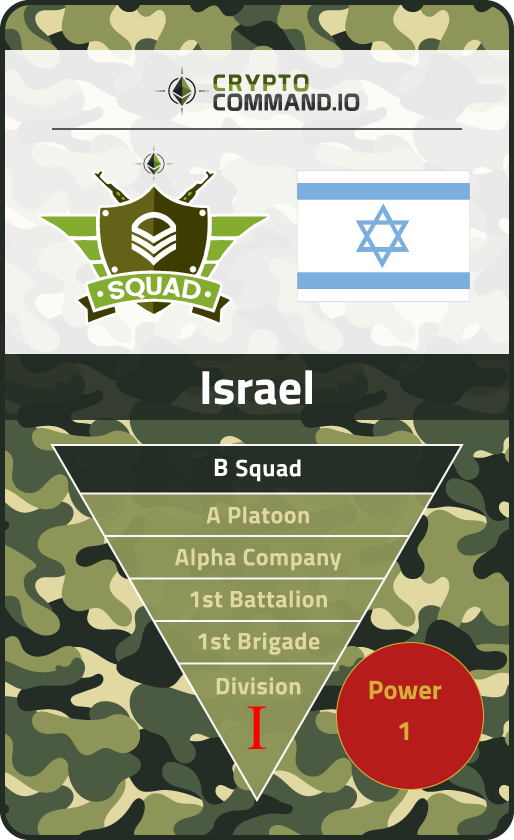 CRYPTO
COMMAND.IO
SQUAD
Israel
B Squad
A Platoon
Alpha Company
1st Battalion
1st Brigade
Division
I
Power
1